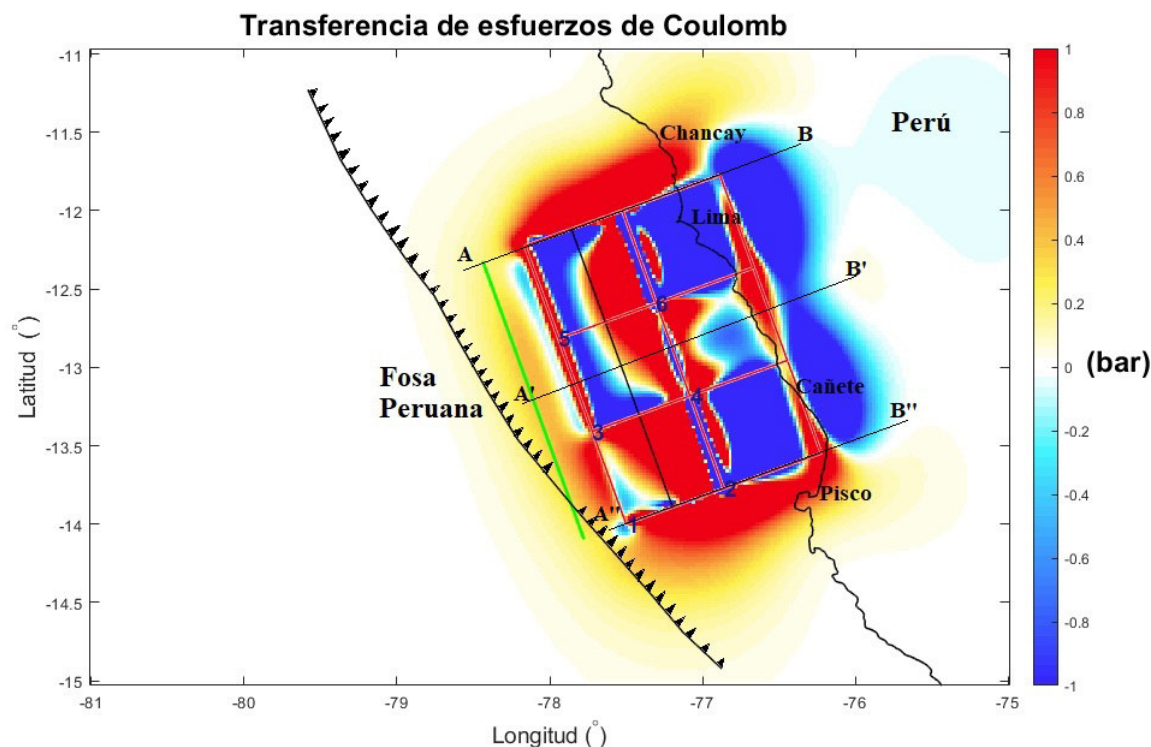 Transferencia de esfuerzos de Coulomb
-11
-11.5
-12
-12.5
-13
-13.5
-14
-14.5
-15
Latitud (°)
-81
-80
-79
-78
-77
-76
-75
Longitud (°)
Chancay
B
Perú
Lima
A
B'
6
5
Fosa
Peruana
A'
Cañete
4
B''
3
2
Pisco
A''
1
1
0.8
0.6
0.4
0.2
0
-0.2
-0.4
-0.6
-0.8
-1
(bar)